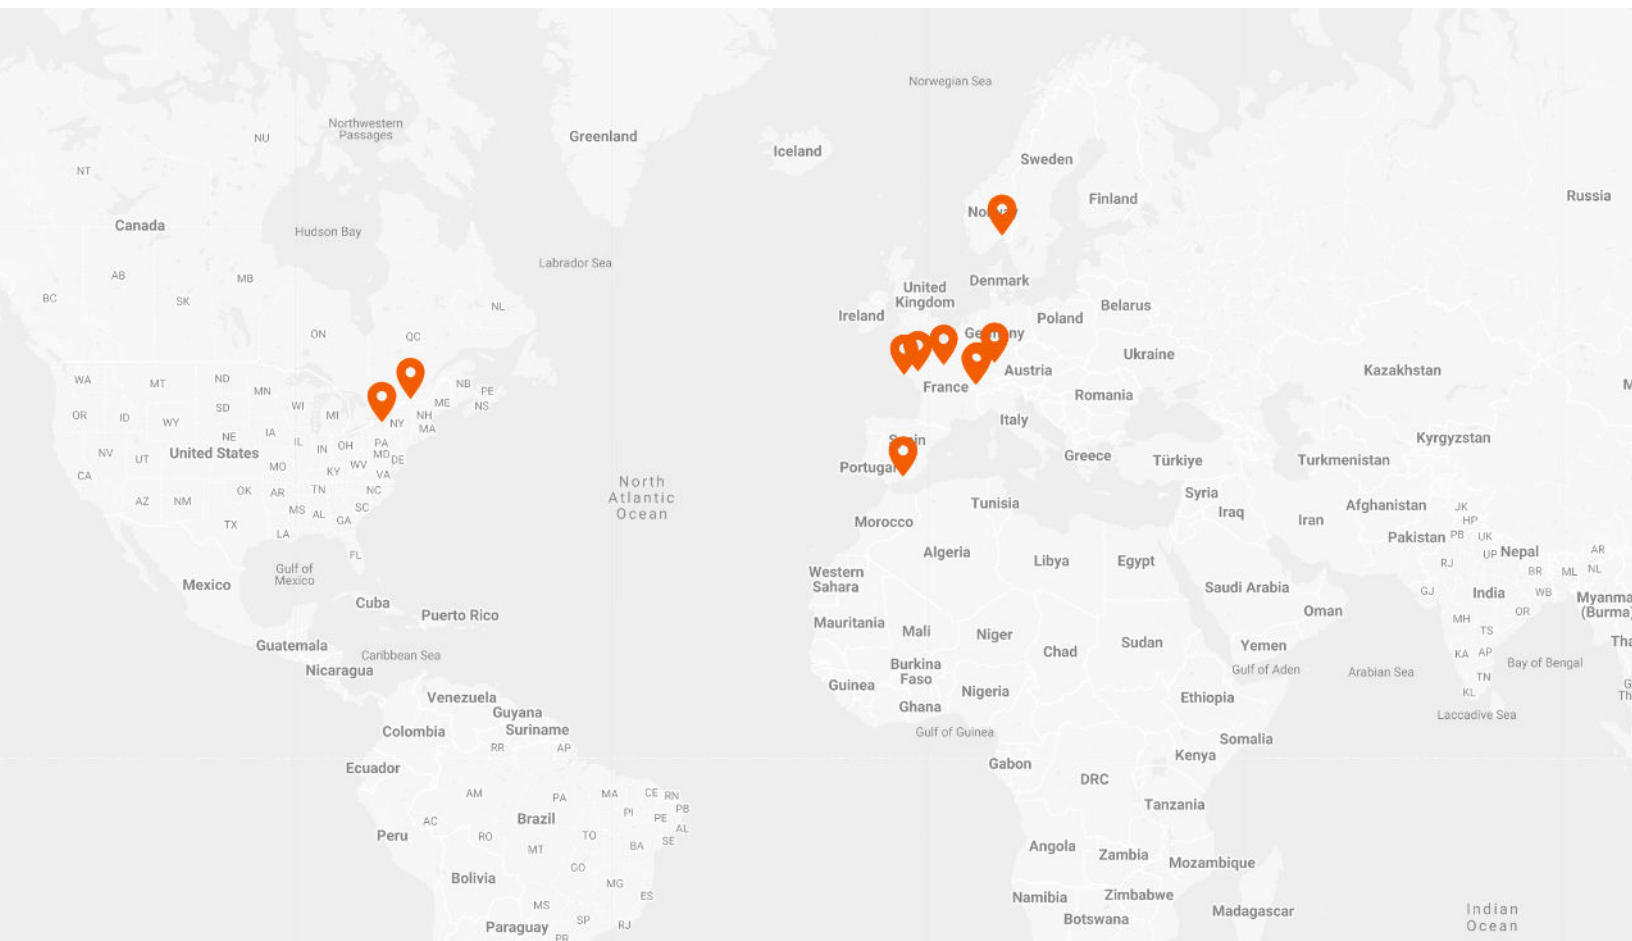 Norwegian Sea
Northwestern
Passages
NU
Greenland
Iceland
Sweden
NT
Finland
Russia
Canada
Hudson Bay
Labrador Sea
AB
MB
BC
SK
NL
Denmark
United
Kingdom
Ireland
Belarus
Poland
ON
QC
Ukraine
Austria
Kazakhstan
France
Romania
WA
MT
ND
MN
NB
PE
OR
ID
WY
SD
WI
MI
ME
NS
NH
NY
MA
Italy
NE
IA
United States
IL
IN
OH
PA
MD
DE
NV
UT
CA
MO
KY
WV
VA
Greece
Türkiye
Turkmenistan
Kyrgyzstan
AZ
NM
OK
AR
TN
NC
MS
AL
GA
SC
TX
LA
FL
North
Atlantic
Ocean
Tunisia
Syria
Iraq
Iran
Afghanistan
JK
HP
Morocco
Pakistan
PB
UK
Algeria
Libya
Egypt
UP
Nepal
AR
RJ
BR
ML
NL
Gulf of
Mexico
Mexico
Western
Sahara
Saudi Arabia
GJ
India
WB
Myanma
(Burma)
Cuba
Puerto Rico
Oman
OR
Mauritania
Mali
Niger
Chad
Sudan
Yemen
MH
TS
Guatemala
Caribbean Sea
Nicaragua
Burkina
Faso
Gulf of Aden
Arabian Sea
KA
AP
Bay of Bengal
Tha
Guinea
Nigeria
Ethiopia
TN
KL
G
Th
Venezuela
Guyana
Ghana
Laccadive Sea
Colombia
Suriname
Gulf of Guinea
Somalia
RR
AP
Kenya
Ecuador
Gabon
DRC
AM
PA
MA
CE
RN
PB
Tanzania
AC
Brazil
PI
PE
AL
Peru
RO
TO
SE
MT
BA
Angola
Zambia
Mozambique
GO
Bolivia
MG
ES
Namibia
Zimbabwe
MS
Madagascar
Indian
Ocean
SP
RJ
Paraguay
Botswana
PR